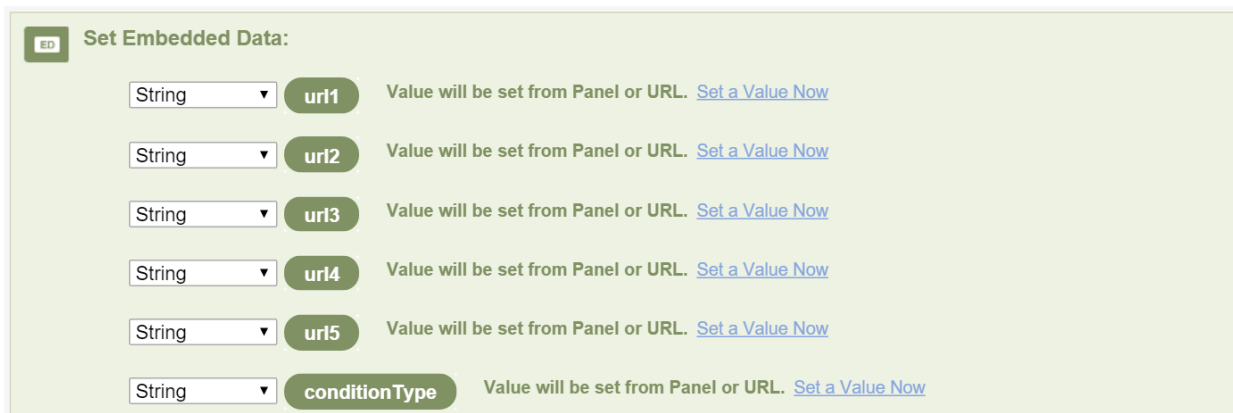 ED Set Embedded Data:
String url1 Value will be set from Panel or URL. Set a Value Now
String url2 Value will be set from Panel or URL. Set a Value Now
String url3 Value will be set from Panel or URL. Set a Value Now
String url4 Value will be set from Panel or URL. Set a Value Now
String url5 Value will be set from Panel or URL. Set a Value Now
String conditionType Value will be set from Panel or URL. Set a Value Now